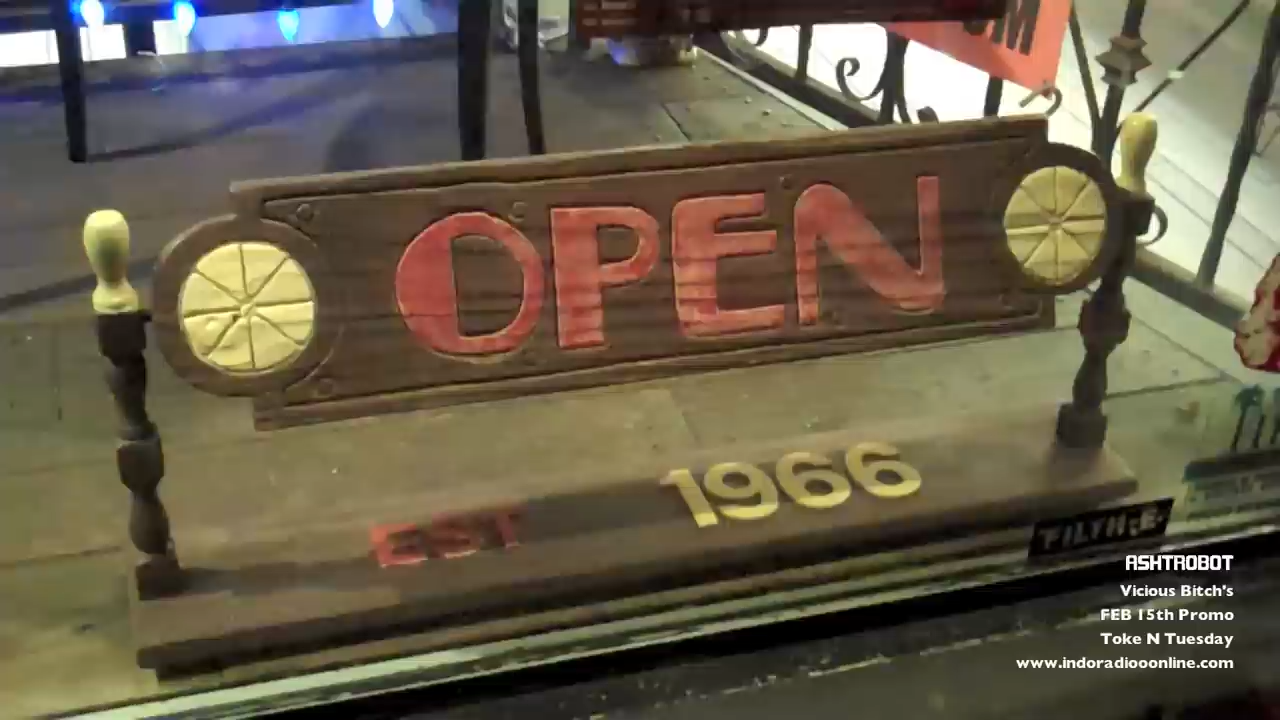 OPEN
EST 1966
ASHTROBOT
Vicious Bitch's
FEB 15th Promo
Toke N Tuesday
www.indoradiooonline.com